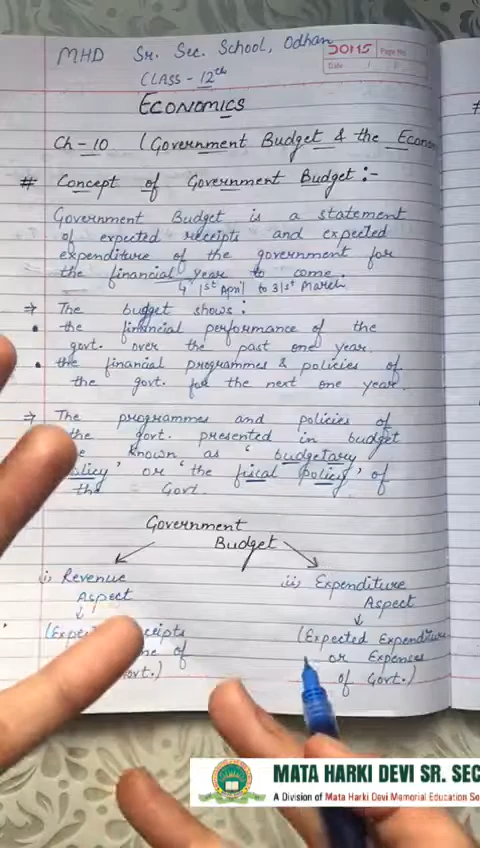 MHD Sr. Sec. School, Odhan
DOMS Page No.
Date / /
CLASS - 12th
ECONOMICS
Ch-10 (Government Budget & the Econo
# Concept of Government Budget :-
Government Budget is a statement
of expected receipts and expected
expenditure of the government for
the financial year to come.
↳ 1st April to 31st March
⇒ The budget shows :
• the financial performance of the
govt. over the past one year.
• the financial programmes & policies of
the govt. for the next one year.
⇒ The programmes and policies of
the govt. presented in budget
known as 'budgetary
policy' or 'the fiscal policy' of
the Govt.
Government
Budget
i) Revenue
Aspect
↓
of
Govt.)
ii) Expenditure
Aspect
↓
(Expected Expenditure
or Expenses
of Govt.)
#
MATA HARKI DEVI SR. SEC
A Division of Mata Harki Devi Memorial Education So